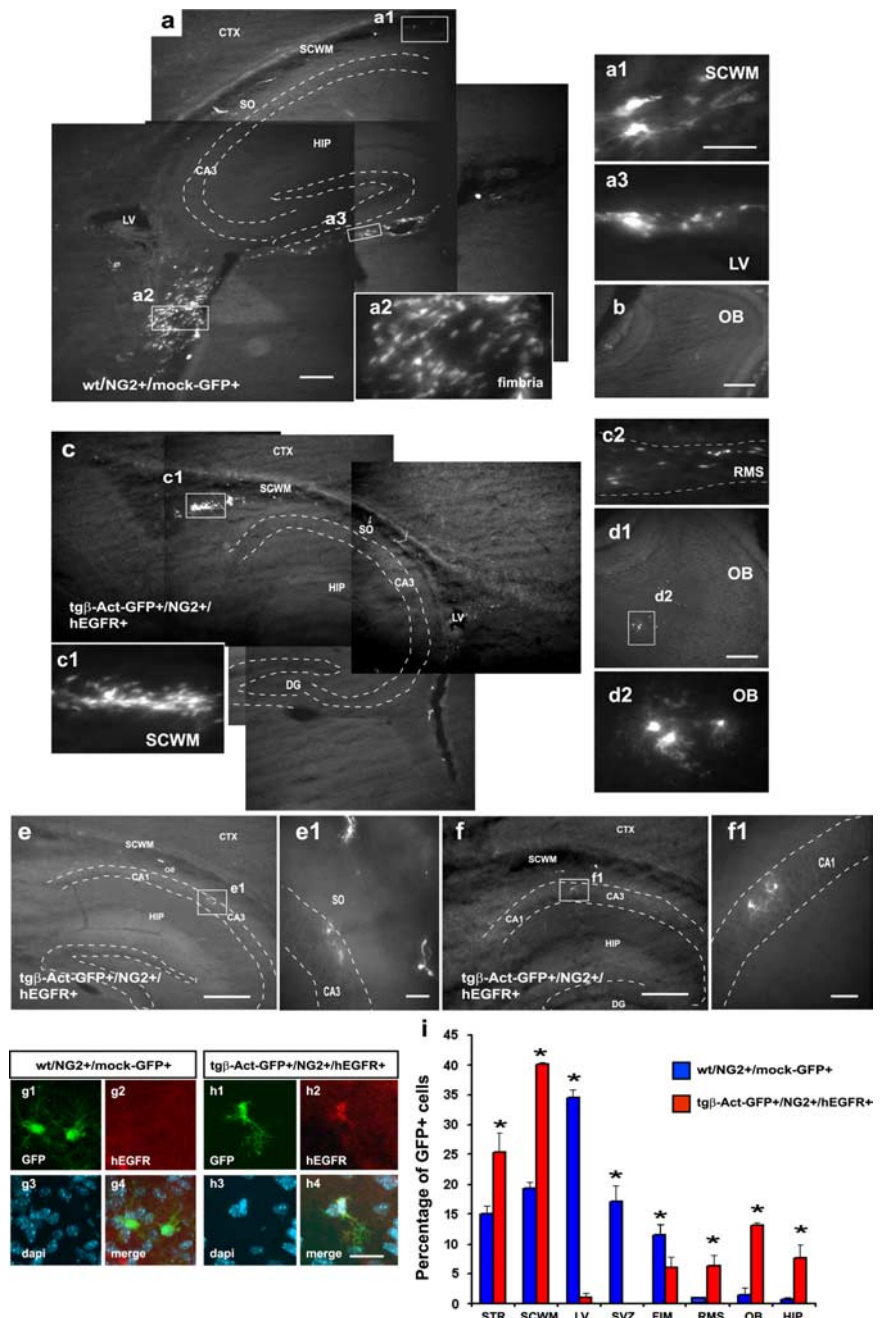 a
a1
CTX
SCWM
SO
HIP
CA3
LV
a3
a2
a2
wt/NG2+/mock-GFP+
fimbria
a1
SCWM
a3
LV
b
OB
c
CTX
c1
SCWM
SO
HIP
CA3
LV
tgβ-Act-GFP+/NG2+/
hEGFR+
c1
SCWM
DG
c2
RMS
d1
OB
d2
d2
OB
e
CTX
SCWM
CA1
e1
CA3
HIP
tgβ-Act-GFP+/NG2+/
hEGFR+
e1
SO
CA3
f
CTX
SCWM
f1
CA3
CA1
HIP
tgβ-Act-GFP+/NG2+/
hEGFR+
DG
f1
CA1
wt/NG2+/mock-GFP+
tgβ-Act-GFP+/NG2+/hEGFR+
g1
GFP
g2
hEGFR
h1
GFP
h2
hEGFR
g3
dapi
g4
merge
h3
dapi
h4
merge
i
Percentage of GFP+ cells
45
40
35
30
25
20
15
10
5
0
* * * * * * * *
wt/NG2+/mock-GFP+
tgβ-Act-GFP+/NG2+/hEGFR+
STR SCWM LV SVZ FIM RMS OB HIP